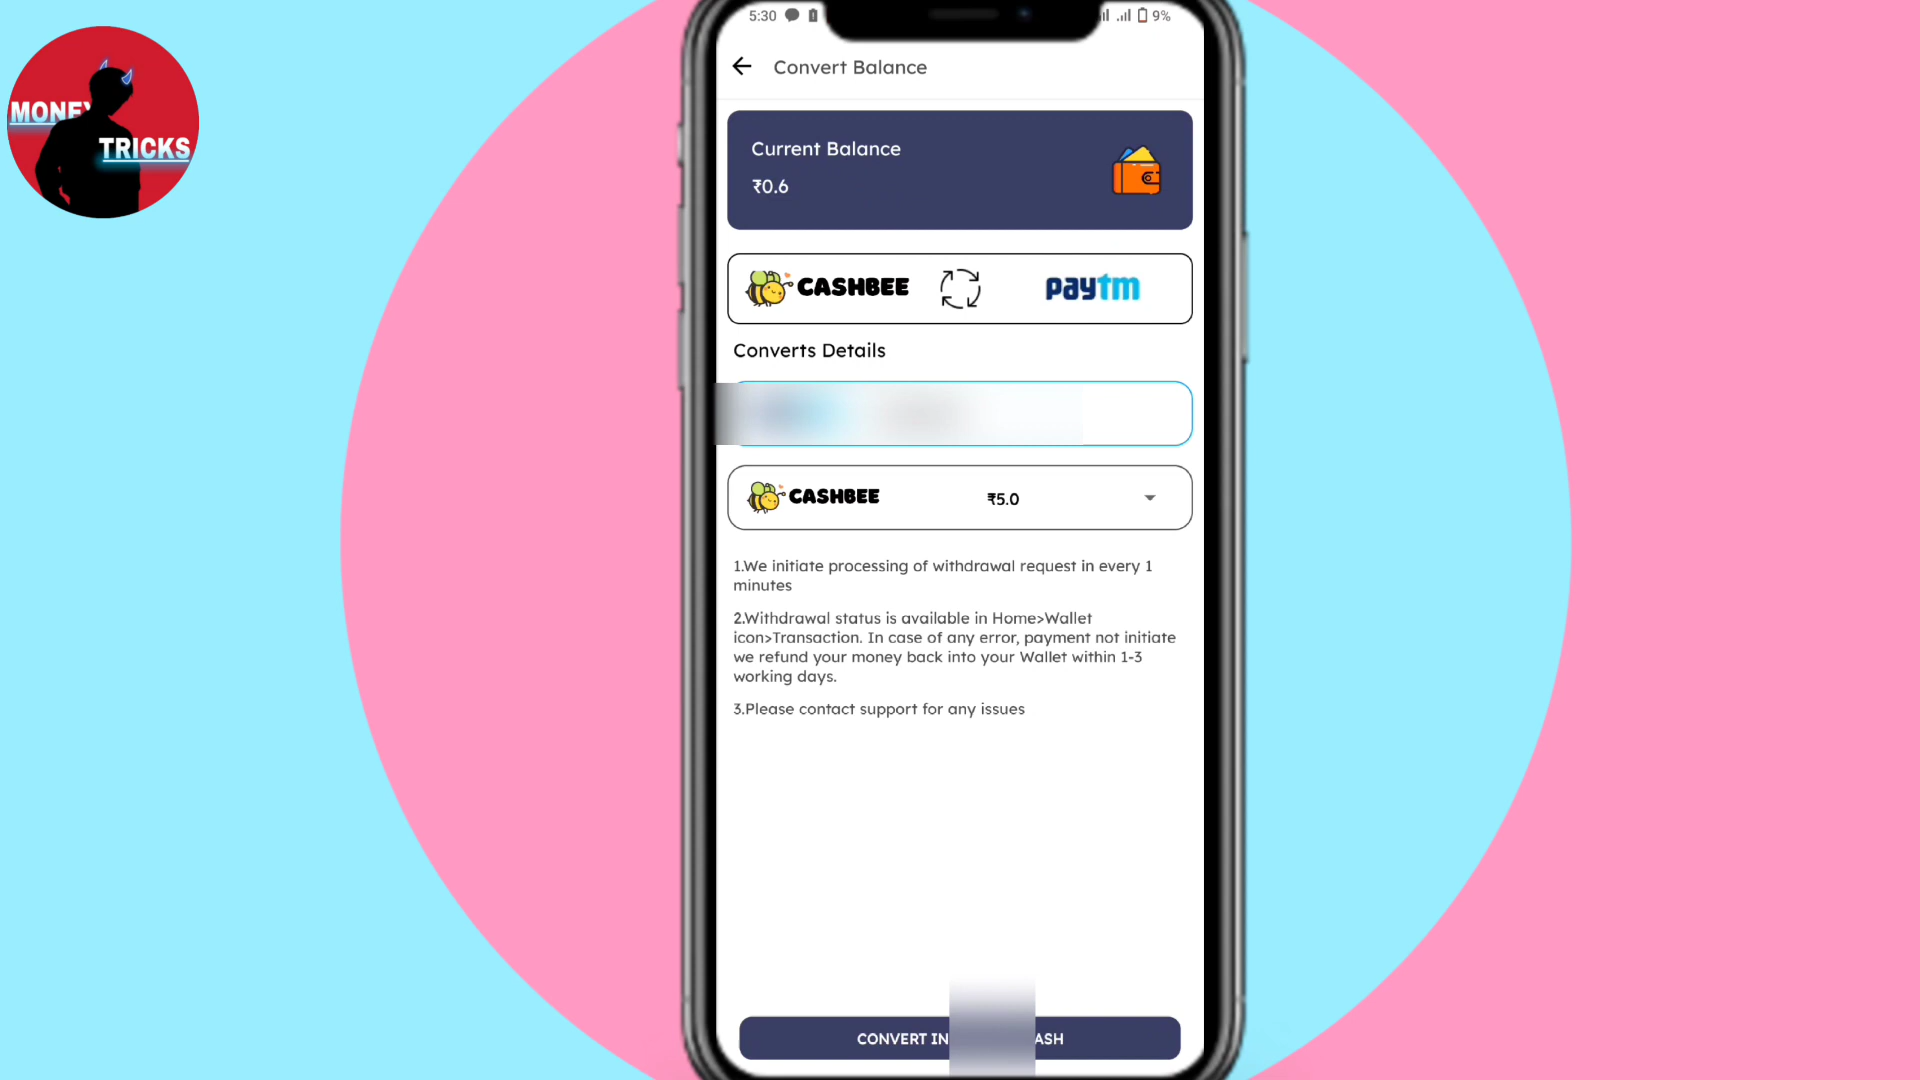 MONEY
TRICKS
5:30
9%
Convert Balance
Current Balance
₹0.6
CASHBEE
paytm
Converts Details
CASHBEE ₹5.0
1.We initiate processing of withdrawal request in every 1
minutes
2.Withdrawal status is available in Home>Wallet
icon>Transaction. In case of any error, payment not initiate
we refund your money back into your Wallet within 1-3
working days.
3.Please contact support for any issues
CONVERT IN ASH